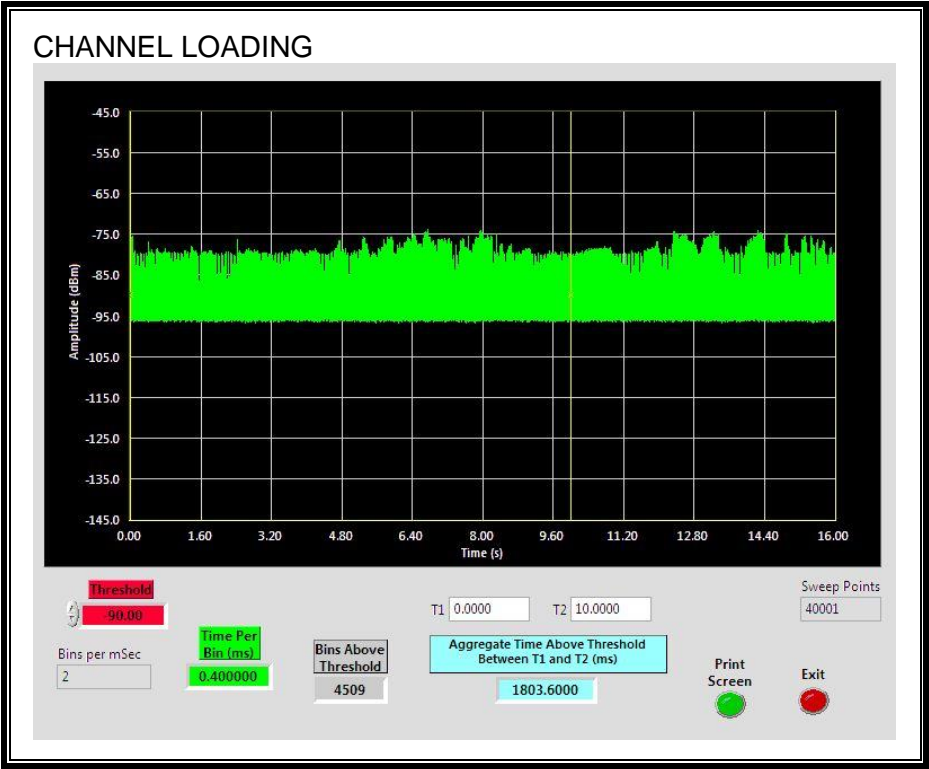 CHANNEL LOADING
-45.0
-55.0
-65.0
-75.0
-85.0
-95.0
-105.0
-115.0
-125.0
-135.0
-145.0
Amplitude (dBm)
0.00 1.60 3.20 4.80 6.40 8.00 9.60 11.20 12.80 14.40 16.00
Time (s)
Threshold
-90.00
Bins per mSec
2
Time Per
Bin (ms)
0.400000
Bins Above
Threshold
4509
T1 0.0000 T2 10.0000
Aggregate Time Above Threshold
Between T1 and T2 (ms)
1803.6000
Sweep Points
40001
Print
Screen
Exit